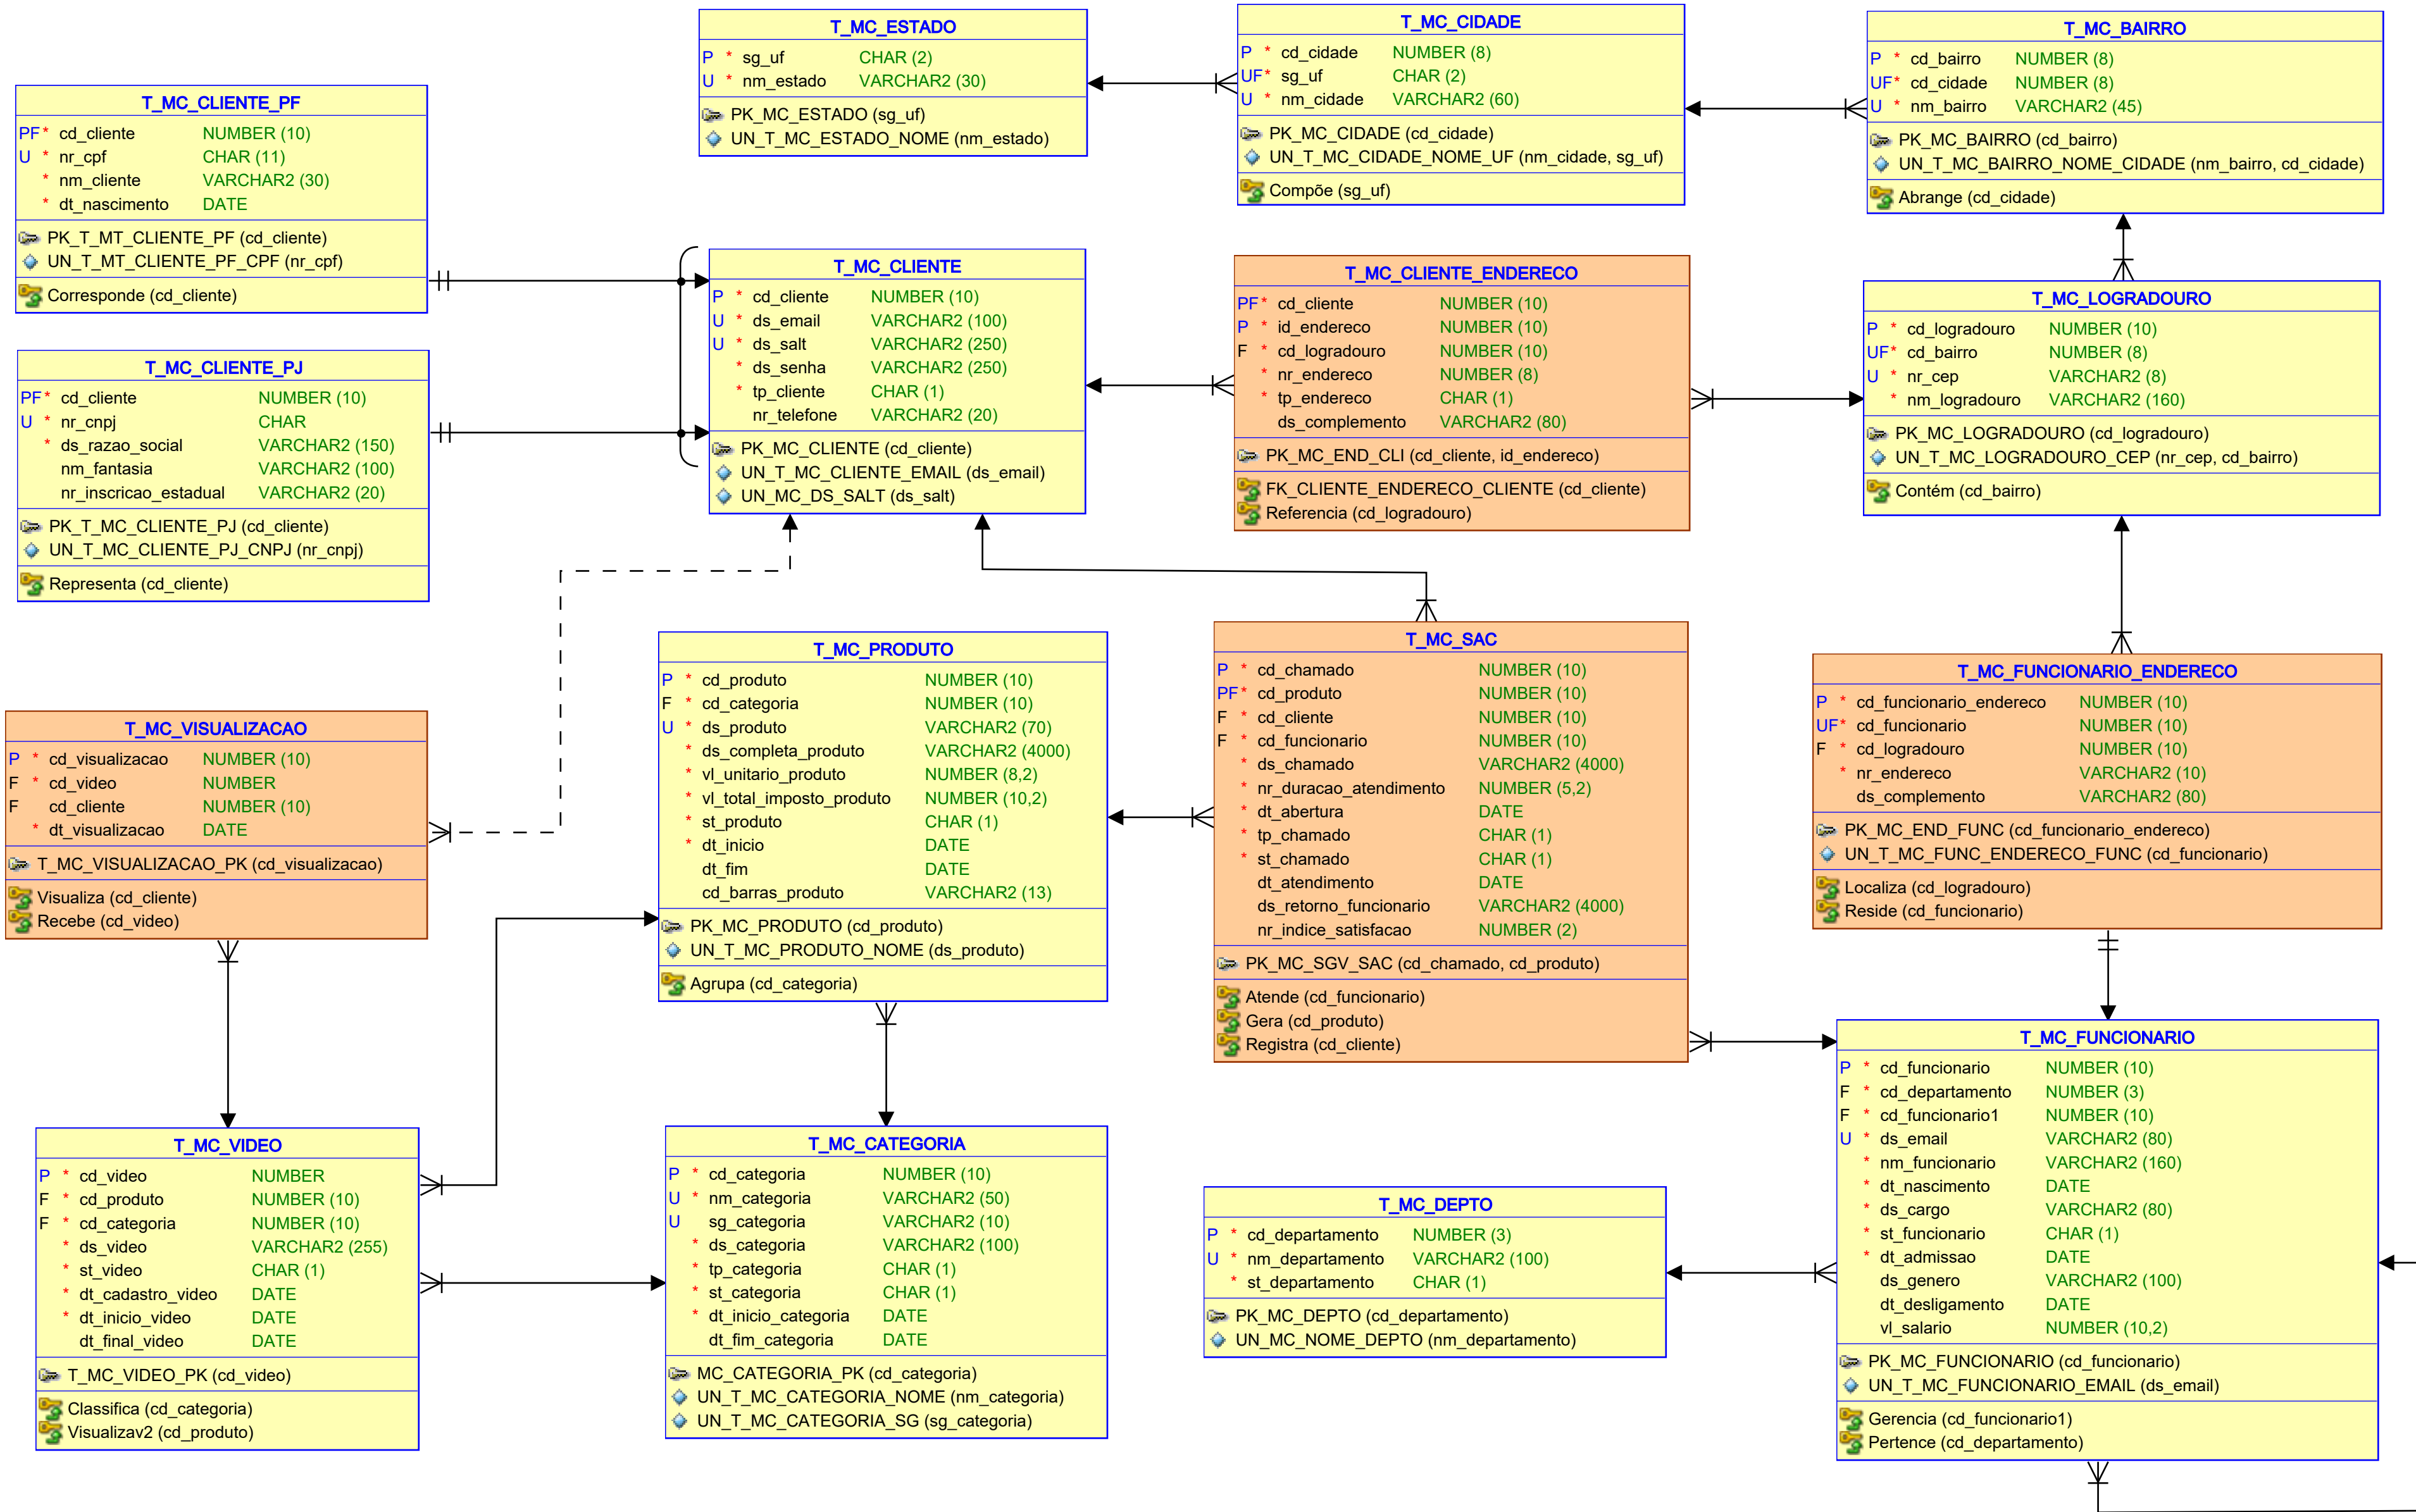 T_MC_ESTADO
P * sg_uf CHAR (2)
U * nm_estado VARCHAR2 (30)
PK_MC_ESTADO (sg_uf)
UN_T_MC_ESTADO_NOME (nm_estado)
T_MC_CIDADE
P * cd_cidade NUMBER (8)
UF * sg_uf CHAR (2)
U * nm_cidade VARCHAR2 (60)
PK_MC_CIDADE (cd_cidade)
UN_T_MC_CIDADE_NOME_UF (nm_cidade, sg_uf)
Compõe (sg_uf)
T_MC_BAIRRO
P * cd_bairro NUMBER (8)
UF * cd_cidade NUMBER (8)
U * nm_bairro VARCHAR2 (45)
PK_MC_BAIRRO (cd_bairro)
UN_T_MC_BAIRRO_NOME_CIDADE (nm_bairro, cd_cidade)
Abrange (cd_cidade)
T_MC_CLIENTE_PF
PF * cd_cliente NUMBER (10)
U * nr_cpf CHAR (11)
* nm_cliente VARCHAR2 (30)
* dt_nascimento DATE
PK_T_MT_CLIENTE_PF (cd_cliente)
UN_T_MT_CLIENTE_PF_CPF (nr_cpf)
Corresponde (cd_cliente)
T_MC_CLIENTE
P * cd_cliente NUMBER (10)
U * ds_email VARCHAR2 (100)
U * ds_salt VARCHAR2 (250)
* ds_senha VARCHAR2 (250)
* tp_cliente CHAR (1)
nr_telefone VARCHAR2 (20)
PK_MC_CLIENTE (cd_cliente)
UN_T_MC_CLIENTE_EMAIL (ds_email)
UN_MC_DS_SALT (ds_salt)
T_MC_CLIENTE_ENDERECO
PF * cd_cliente NUMBER (10)
P * id_endereco NUMBER (10)
F * cd_logradouro NUMBER (10)
* nr_endereco NUMBER (8)
* tp_endereco CHAR (1)
ds_complemento VARCHAR2 (80)
PK_MC_END_CLI (cd_cliente, id_endereco)
FK_CLIENTE_ENDERECO_CLIENTE (cd_cliente)
Referencia (cd_logradouro)
T_MC_LOGRADOURO
P * cd_logradouro NUMBER (10)
UF * cd_bairro NUMBER (8)
U * nr_cep VARCHAR2 (8)
* nm_logradouro VARCHAR2 (160)
PK_MC_LOGRADOURO (cd_logradouro)
UN_T_MC_LOGRADOURO_CEP (nr_cep, cd_bairro)
Contém (cd_bairro)
T_MC_CLIENTE_PJ
PF * cd_cliente NUMBER (10)
U * nr_cnpj CHAR
* ds_razao_social VARCHAR2 (150)
nm_fantasia VARCHAR2 (100)
nr_inscricao_estadual VARCHAR2 (20)
PK_T_MC_CLIENTE_PJ (cd_cliente)
UN_T_MC_CLIENTE_PJ_CNPJ (nr_cnpj)
Representa (cd_cliente)
T_MC_VISUALIZACAO
P * cd_visualizacao NUMBER (10)
F * cd_video NUMBER
F cd_cliente NUMBER (10)
* dt_visualizacao DATE
T_MC_VISUALIZACAO_PK (cd_visualizacao)
Visualiza (cd_cliente)
Recebe (cd_video)
T_MC_PRODUTO
P * cd_produto NUMBER (10)
F * cd_categoria NUMBER (10)
U * ds_produto VARCHAR2 (70)
* ds_completa_produto VARCHAR2 (4000)
* vl_unitario_produto NUMBER (8,2)
* vl_total_imposto_produto NUMBER (10,2)
* st_produto CHAR (1)
* dt_inicio DATE
dt_fim DATE
cd_barras_produto VARCHAR2 (13)
PK_MC_PRODUTO (cd_produto)
UN_T_MC_PRODUTO_NOME (ds_produto)
Agrupa (cd_categoria)
T_MC_SAC
P * cd_chamado NUMBER (10)
PF * cd_produto NUMBER (10)
F * cd_cliente NUMBER (10)
F * cd_funcionario NUMBER (10)
* ds_chamado VARCHAR2 (4000)
* nr_duracao_atendimento NUMBER (5,2)
* dt_abertura DATE
* tp_chamado CHAR (1)
* st_chamado CHAR (1)
dt_atendimento DATE
ds_retorno_funcionario VARCHAR2 (4000)
nr_indice_satisfacao NUMBER (2)
PK_MC_SGV_SAC (cd_chamado, cd_produto)
Atende (cd_funcionario)
Gera (cd_produto)
Registra (cd_cliente)
T_MC_FUNCIONARIO_ENDERECO
P * cd_funcionario_endereco NUMBER (10)
UF * cd_funcionario NUMBER (10)
F * cd_logradouro NUMBER (10)
* nr_endereco VARCHAR2 (10)
ds_complemento VARCHAR2 (80)
PK_MC_END_FUNC (cd_funcionario_endereco)
UN_T_MC_FUNC_ENDERECO_FUNC (cd_funcionario)
Localiza (cd_logradouro)
Reside (cd_funcionario)
T_MC_VIDEO
P * cd_video NUMBER
F * cd_produto NUMBER (10)
F * cd_categoria NUMBER (10)
* ds_video VARCHAR2 (255)
* st_video CHAR (1)
* dt_cadastro_video DATE
* dt_inicio_video DATE
dt_final_video DATE
T_MC_VIDEO_PK (cd_video)
Classifica (cd_categoria)
Visualizav2 (cd_produto)
T_MC_CATEGORIA
P * cd_categoria NUMBER (10)
U * nm_categoria VARCHAR2 (50)
U sg_categoria VARCHAR2 (10)
* ds_categoria VARCHAR2 (100)
* tp_categoria CHAR (1)
* st_categoria CHAR (1)
* dt_inicio_categoria DATE
dt_fim_categoria DATE
MC_CATEGORIA_PK (cd_categoria)
UN_T_MC_CATEGORIA_NOME (nm_categoria)
UN_T_MC_CATEGORIA_SG (sg_categoria)
T_MC_DEPTO
P * cd_departamento NUMBER (3)
U * nm_departamento VARCHAR2 (100)
* st_departamento CHAR (1)
PK_MC_DEPTO (cd_departamento)
UN_MC_NOME_DEPTO (nm_departamento)
T_MC_FUNCIONARIO
P * cd_funcionario NUMBER (10)
F * cd_departamento NUMBER (3)
F * cd_funcionario1 NUMBER (10)
U * ds_email VARCHAR2 (80)
* nm_funcionario VARCHAR2 (160)
* dt_nascimento DATE
* ds_cargo VARCHAR2 (80)
* st_funcionario CHAR (1)
* dt_admissao DATE
ds_genero VARCHAR2 (100)
dt_desligamento DATE
vl_salario NUMBER (10,2)
PK_MC_FUNCIONARIO (cd_funcionario)
UN_T_MC_FUNCIONARIO_EMAIL (ds_email)
Gerencia (cd_funcionario1)
Pertence (cd_departamento)